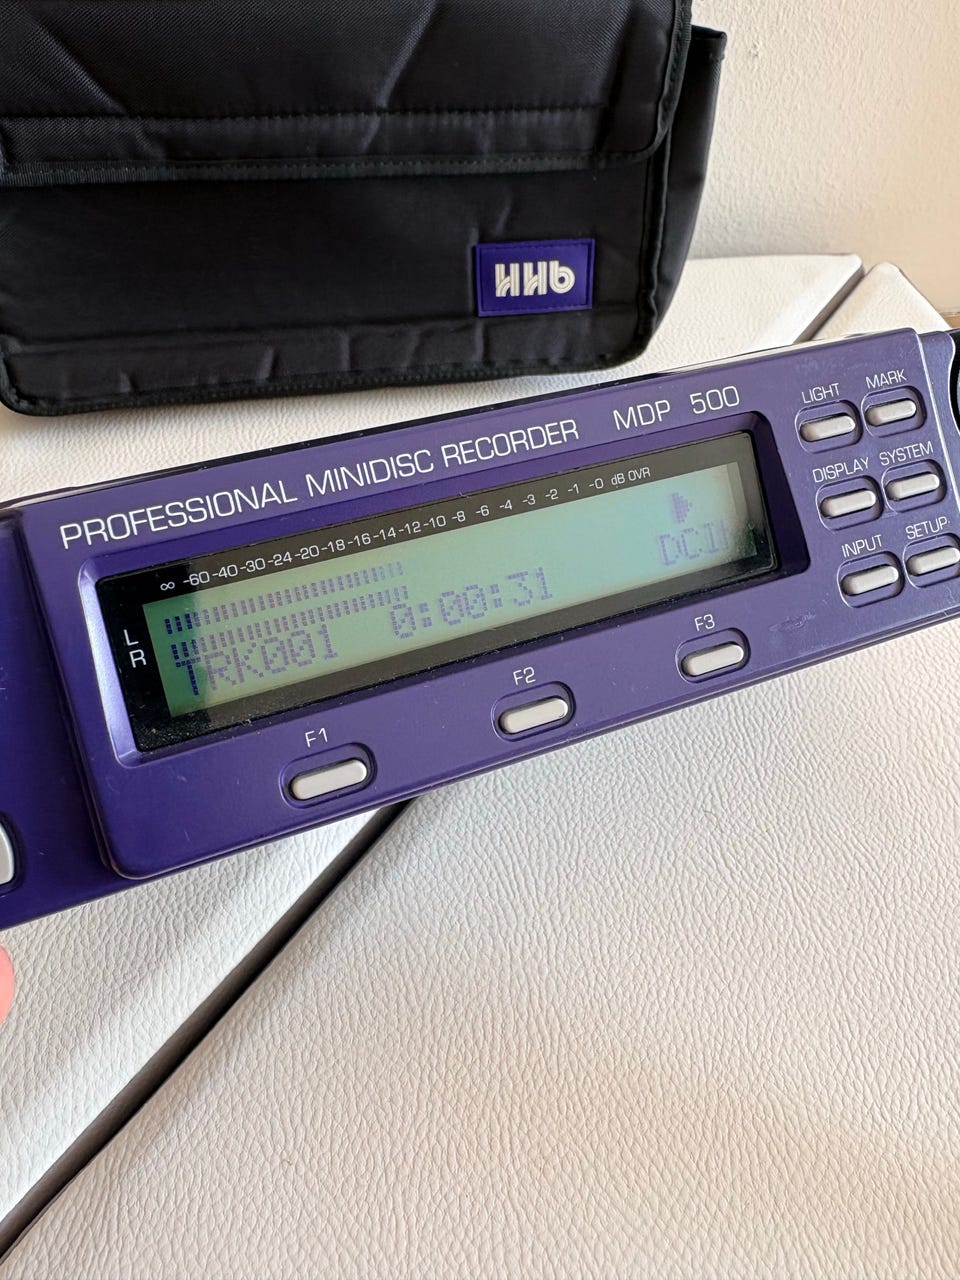 HHb
PROFESSIONAL MINIDISC RECORDER MDP 500
LIGHT MARK
∞ -60-40-30-24-20-18-16-14-12-10 -8 -6 -4 -3 -2 -1 -0 dB OVR
DISPLAY SYSTEM
L
R
TRK001 0:00:31 DCIN
INPUT SETUP
F1 F2 F3